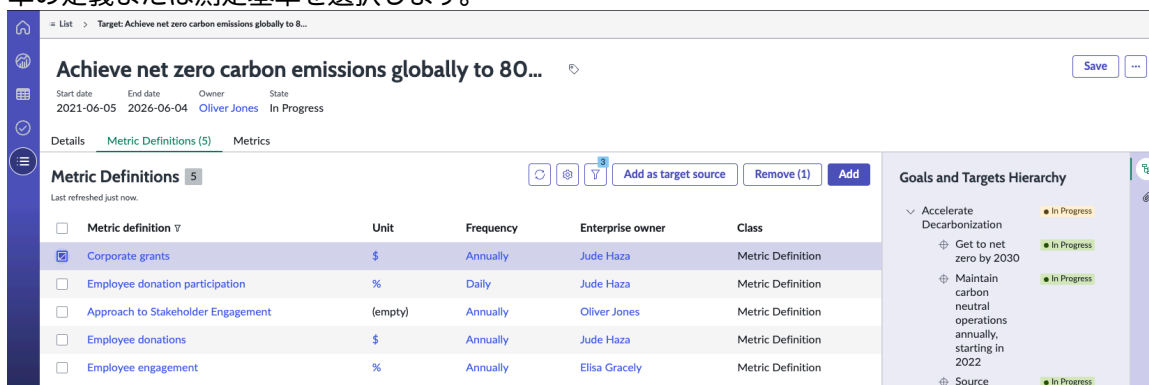 章の定義または測定基準を選択します。
List > Target: Achieve net zero carbon emissions globally to 8...
Achieve net zero carbon emissions globally to 80...
Save
Start date End date Owner State
2021-06-05 2026-06-04 Oliver Jones In Progress
Details Metric Definitions (5) Metrics
Metric Definitions 5
3
Add as target source Remove (1) Add
Last refreshed just now.
Metric definition Unit Frequency Enterprise owner Class
Corporate grants $ Annually Jude Haza Metric Definition
Employee donation participation % Daily Jude Haza Metric Definition
Approach to Stakeholder Engagement (empty) Annually Oliver Jones Metric Definition
Employee donations $ Annually Jude Haza Metric Definition
Employee engagement % Annually Elisa Gracely Metric Definition
Goals and Targets Hierarchy
Accelerate In Progress
Decarbonization
Get to net In Progress
zero by 2030
Maintain In Progress
carbon
neutral
operations
annually,
starting in
2022
Source In Progress